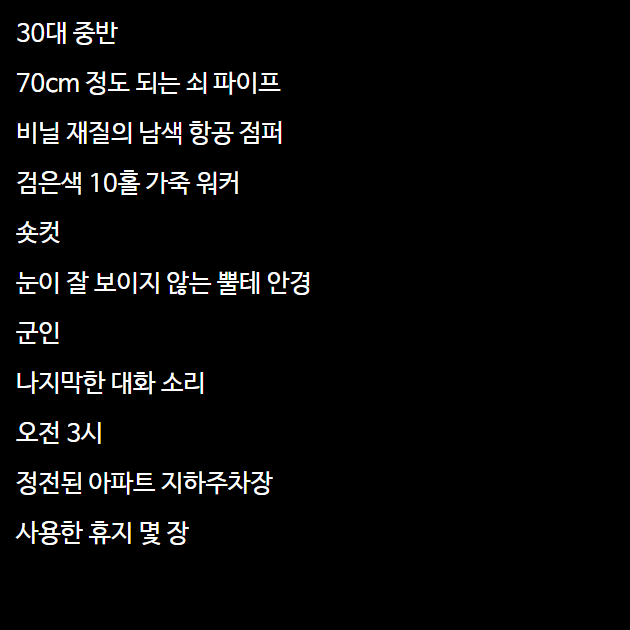 30대 중반
70cm 정도 되는 쇠 파이프
비닐 재질의 남색 항공 점퍼
검은색 10홀 가죽 워커
숏컷
눈이 잘 보이지 않는 뿔테 안경
군인
나지막한 대화 소리
오전 3시
정전된 아파트 지하주차장
사용한 휴지 몇 장